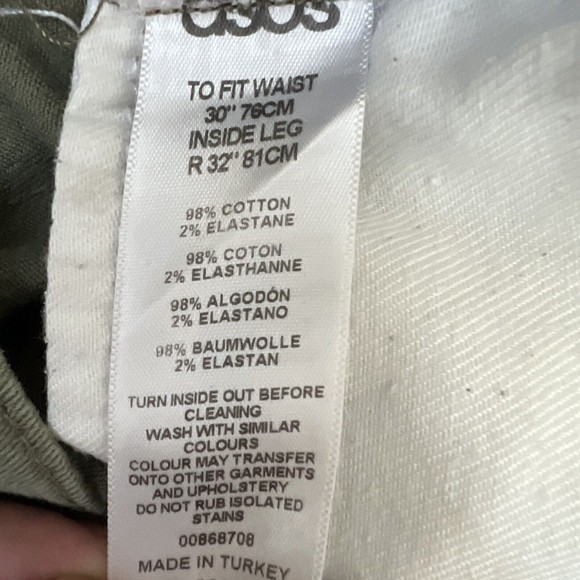 asos
TO FIT WAIST
30" 76CM
INSIDE LEG
R 32" 81CM
98% COTTON
2% ELASTANE
98% COTON
2% ELASTHANNE
98% ALGODÓN
2% ELASTANO
98% BAUMWOLLE
2% ELASTAN
TURN INSIDE OUT BEFORE
CLEANING
WASH WITH SIMILAR
COLOURS
COLOUR MAY TRANSFER
ONTO OTHER GARMENTS
AND UPHOLSTERY
DO NOT RUB ISOLATED
STAINS
00868708
MADE IN TURKEY